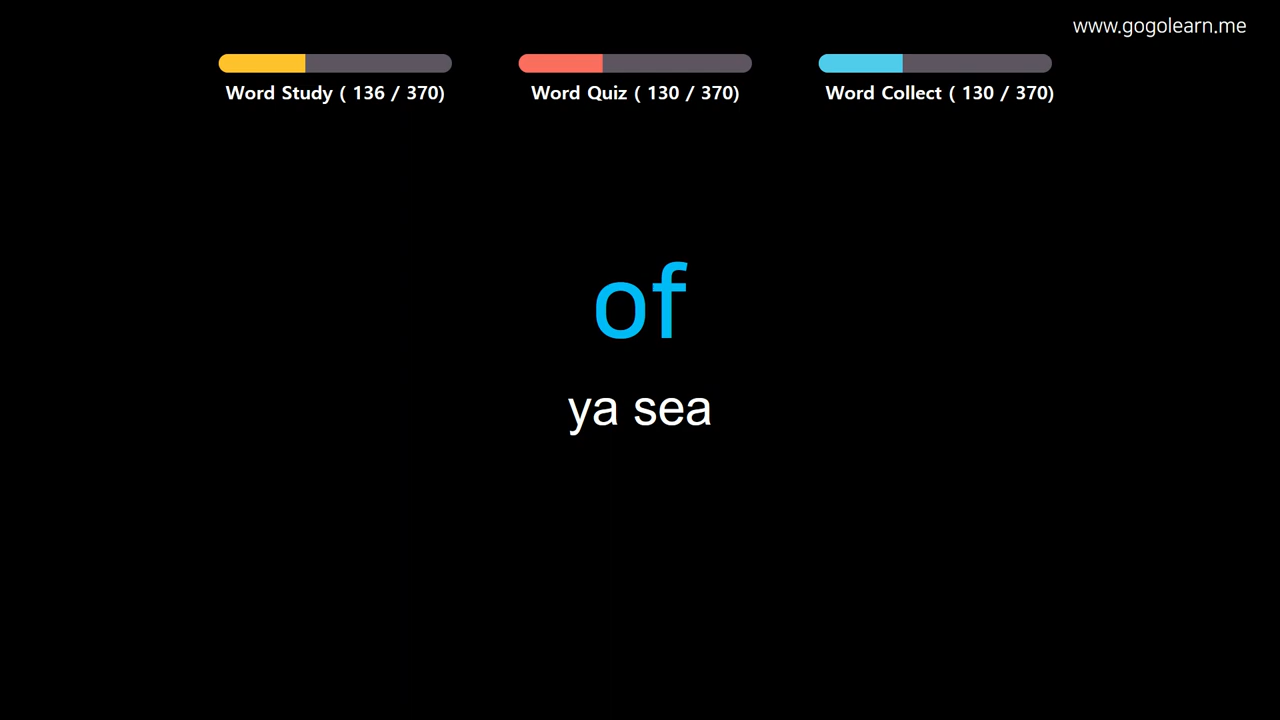 www.gogolearn.me
Word Study ( 136 / 370)
Word Quiz ( 130 / 370)
Word Collect ( 130 / 370)
of
ya sea